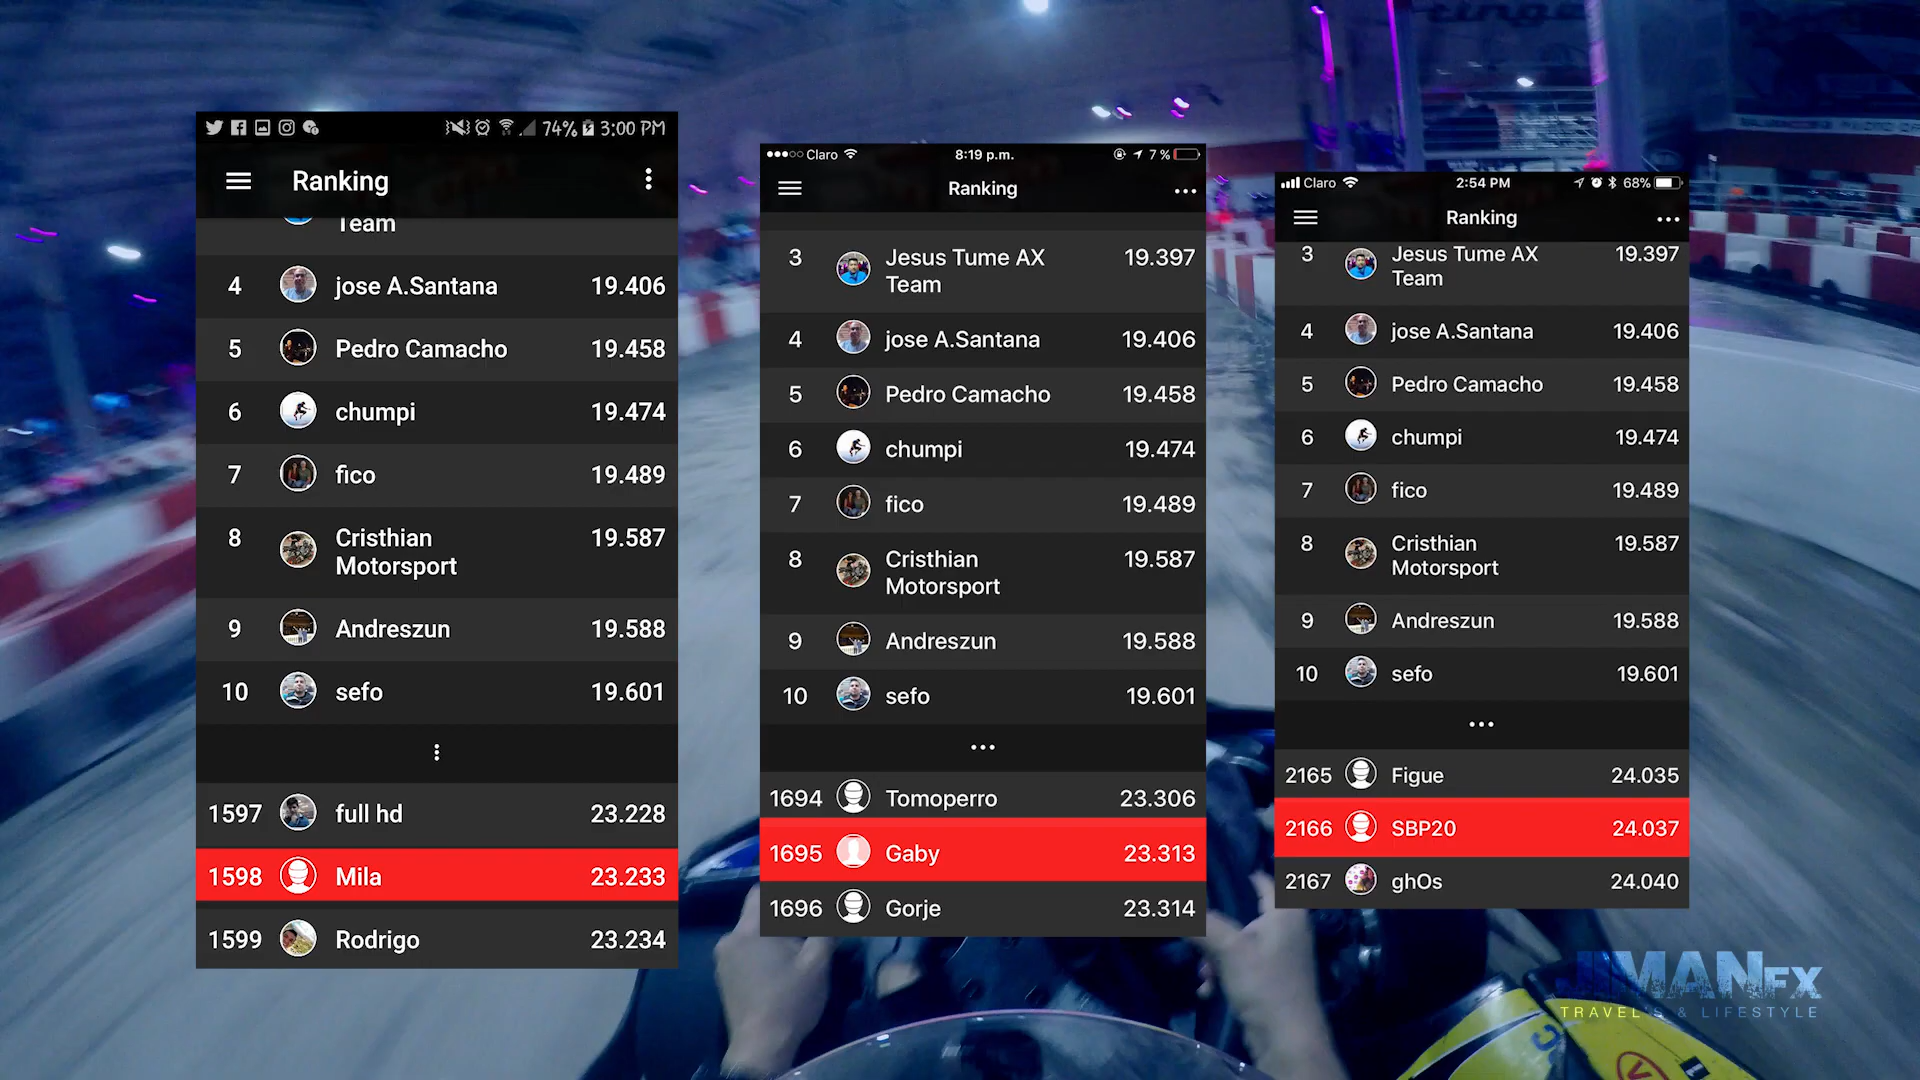 74% 3:00 PM
Ranking
Team
4 jose A.Santana 19.406
5 Pedro Camacho 19.458
6 chumpi 19.474
7 fico 19.489
8 Cristhian 19.587
Motorsport
9 Andreszun 19.588
10 sefo 19.601
1597 full hd 23.228
1598 Mila 23.233
1599 Rodrigo 23.234
Claro 8:19 p.m. 7 %
Ranking
3 Jesus Tume AX 19.397
Team
4 jose A.Santana 19.406
5 Pedro Camacho 19.458
6 chumpi 19.474
7 fico 19.489
8 Cristhian 19.587
Motorsport
9 Andreszun 19.588
10 sefo 19.601
...
1694 Tomoperro 23.306
1695 Gaby 23.313
1696 Gorje 23.314
Claro 2:54 PM 68%
Ranking
3 Jesus Tume AX 19.397
Team
4 jose A.Santana 19.406
5 Pedro Camacho 19.458
6 chumpi 19.474
7 fico 19.489
8 Cristhian 19.587
Motorsport
9 Andreszun 19.588
10 sefo 19.601
...
2165 Figue 24.035
2166 SBP20 24.037
2167 ghOs 24.040
JIMANFX
TRAVEL'S & LIFESTYLE